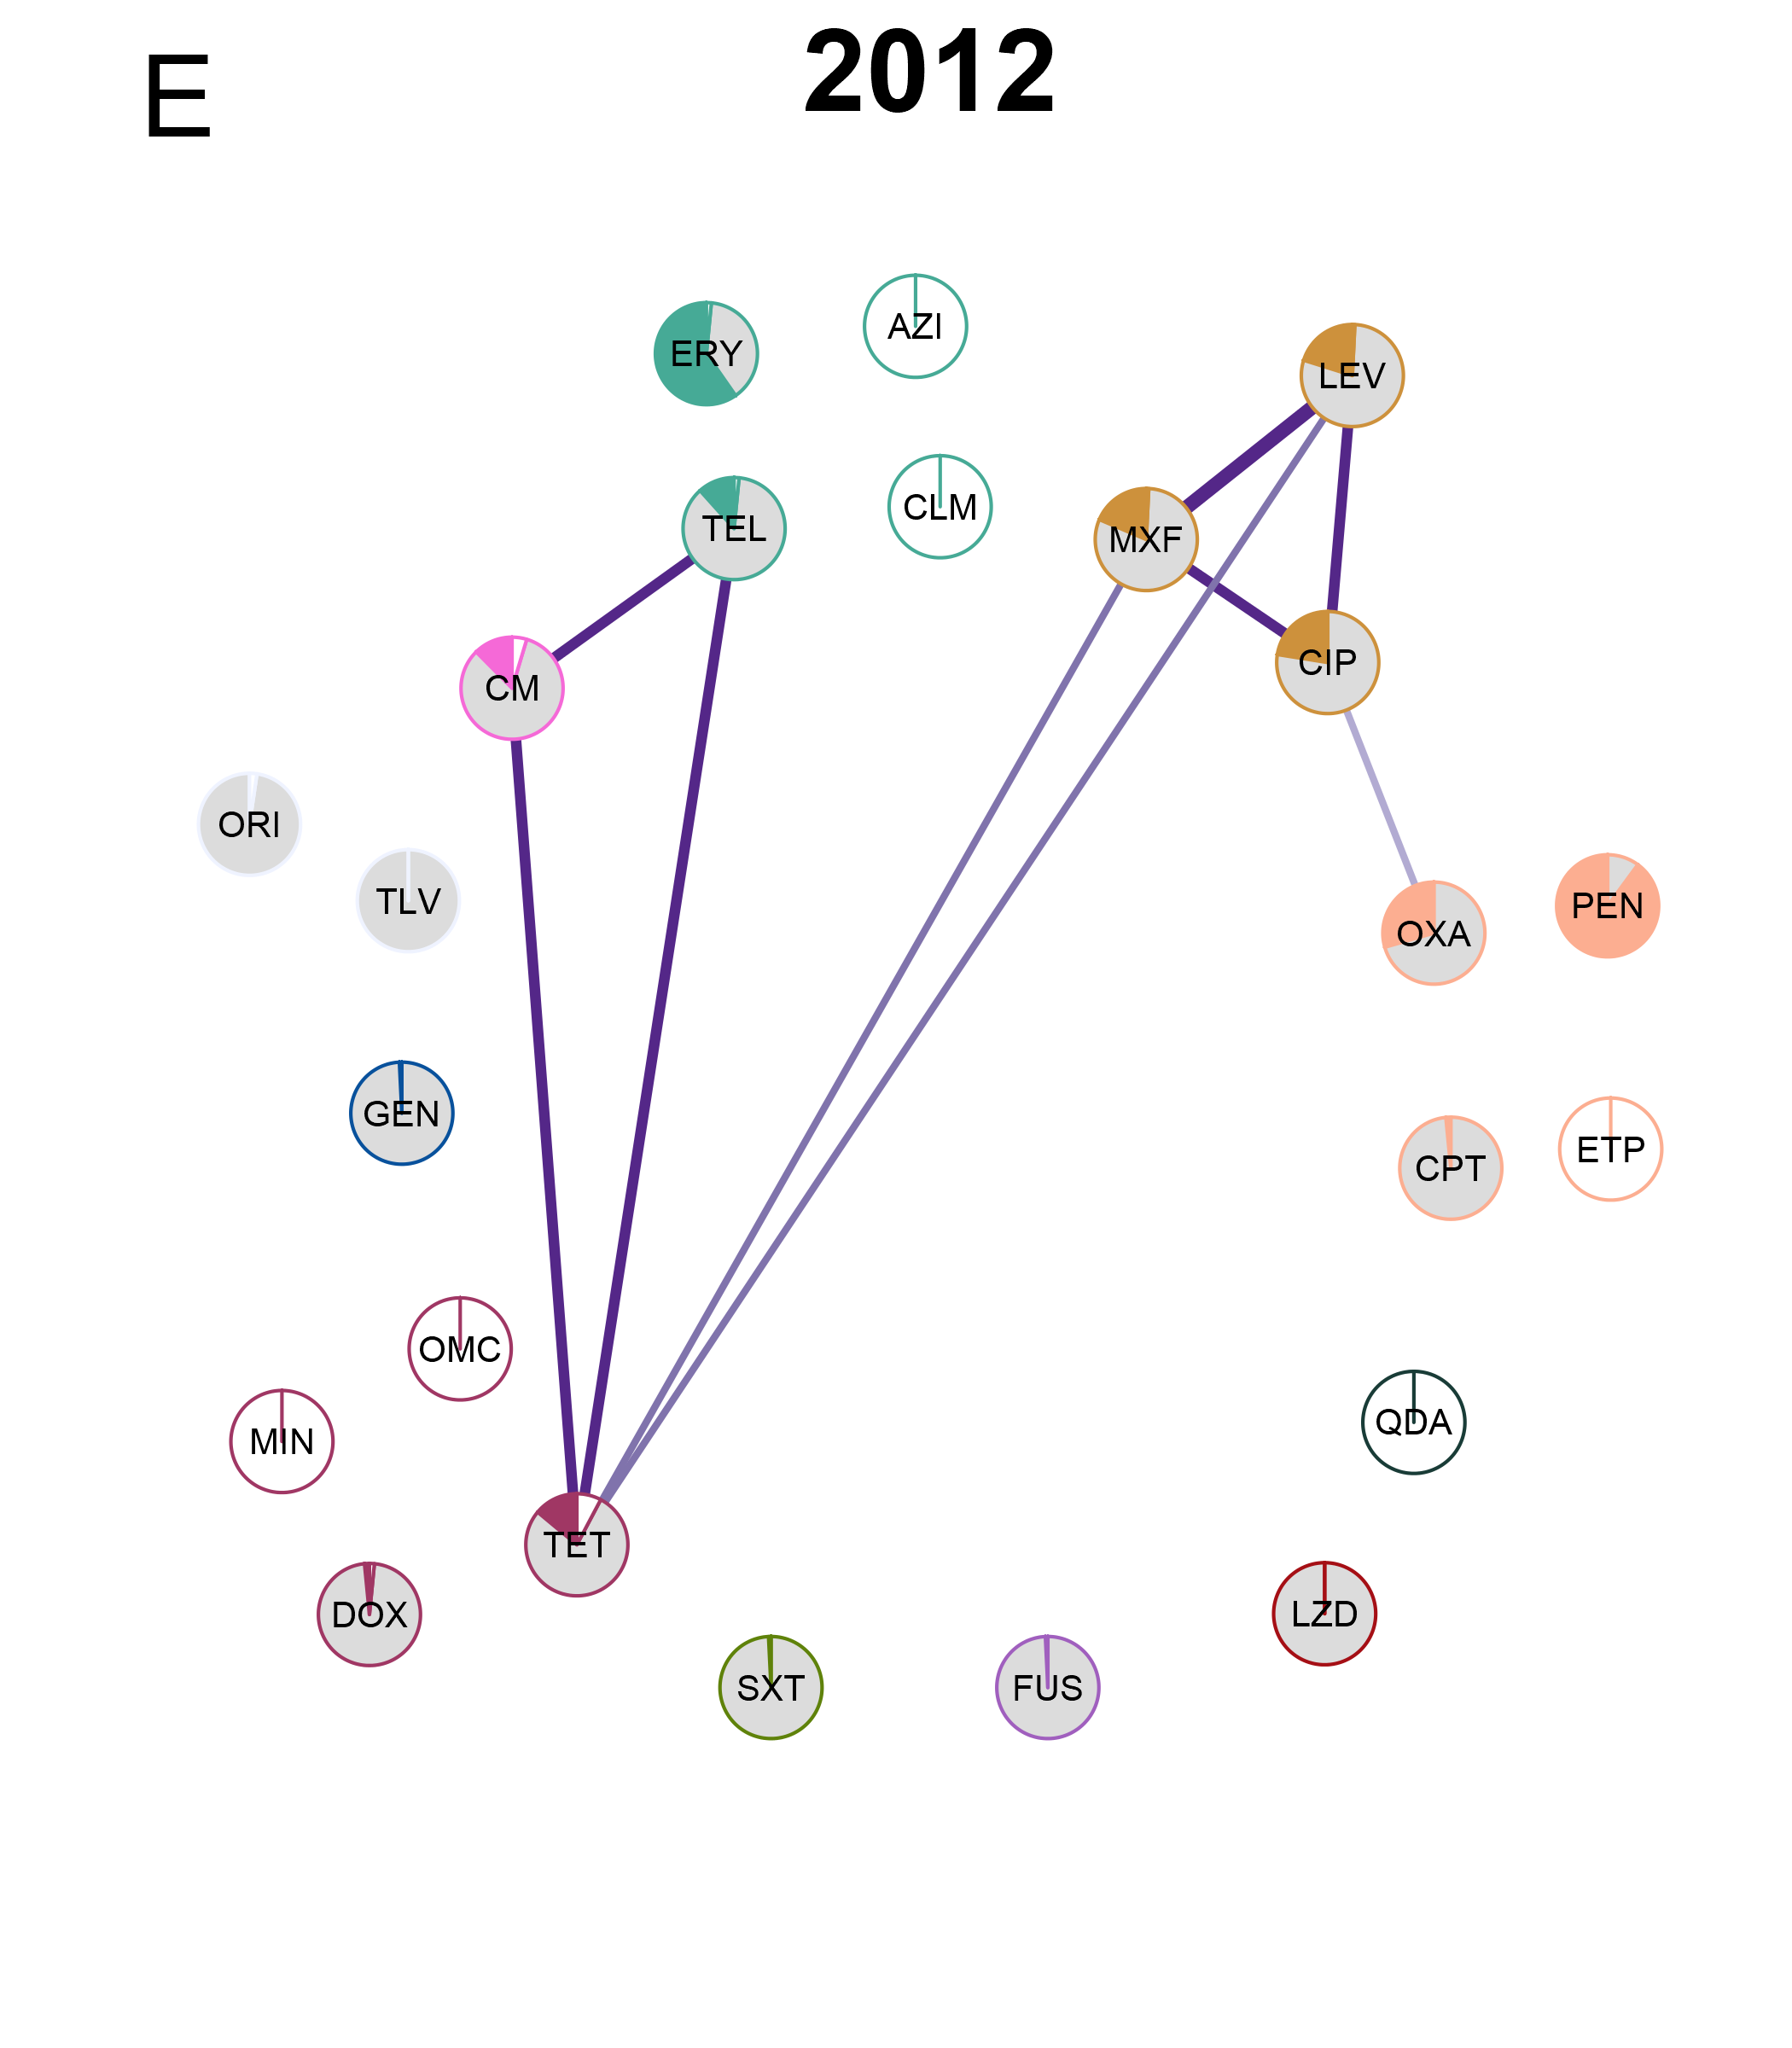 E
2012
AZI
ERY
LEV
CLM
TEL
MXF
CIP
CM
ORI
TLV
PEN
OXA
GEN
ETP
CPT
OMC
QDA
MIN
TET
LZD
DOX
SXT
FUS